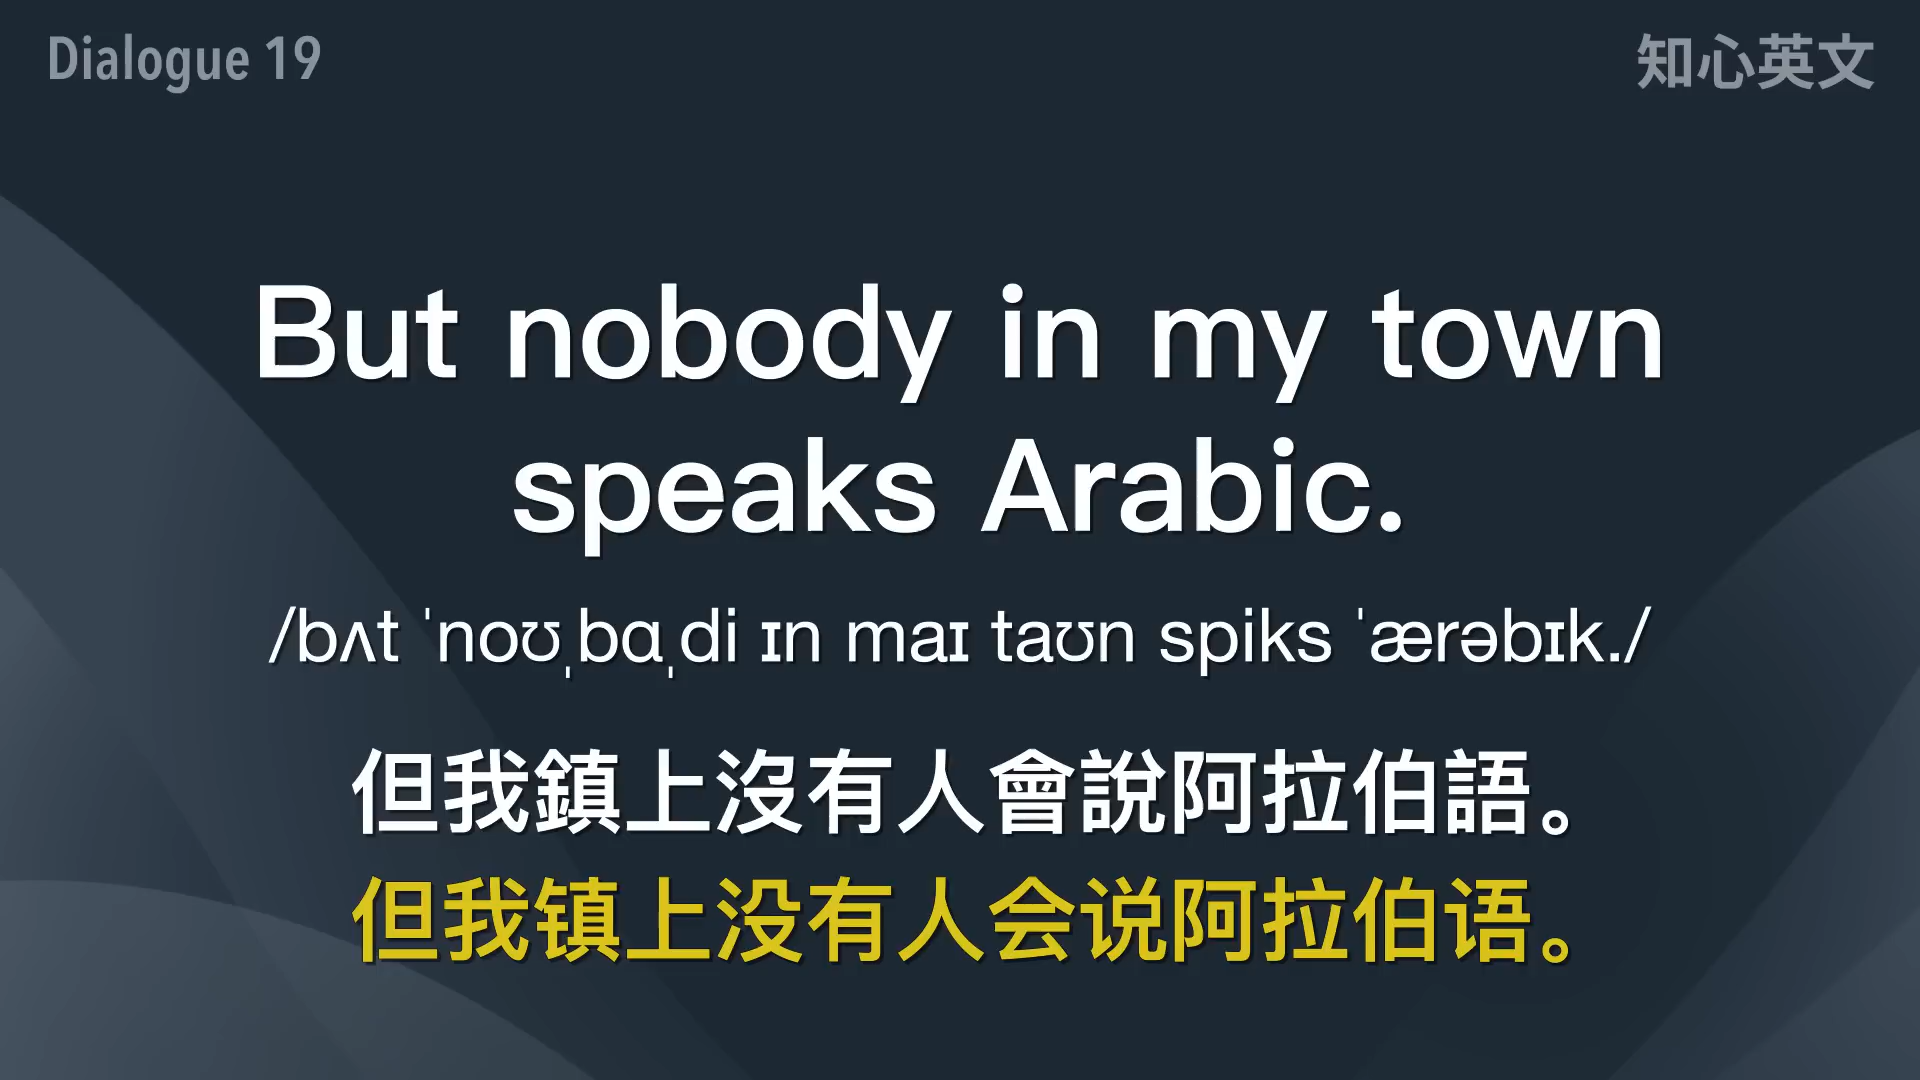 Dialogue 19
知心英文
But nobody in my town
speaks Arabic.
/bʌt ˈnoʊˌbɑˌdi ɪn maɪ taʊn spiks ˈærəbɪk./
但我鎮上沒有人會說阿拉伯語。
但我镇上没有人会说阿拉伯语。